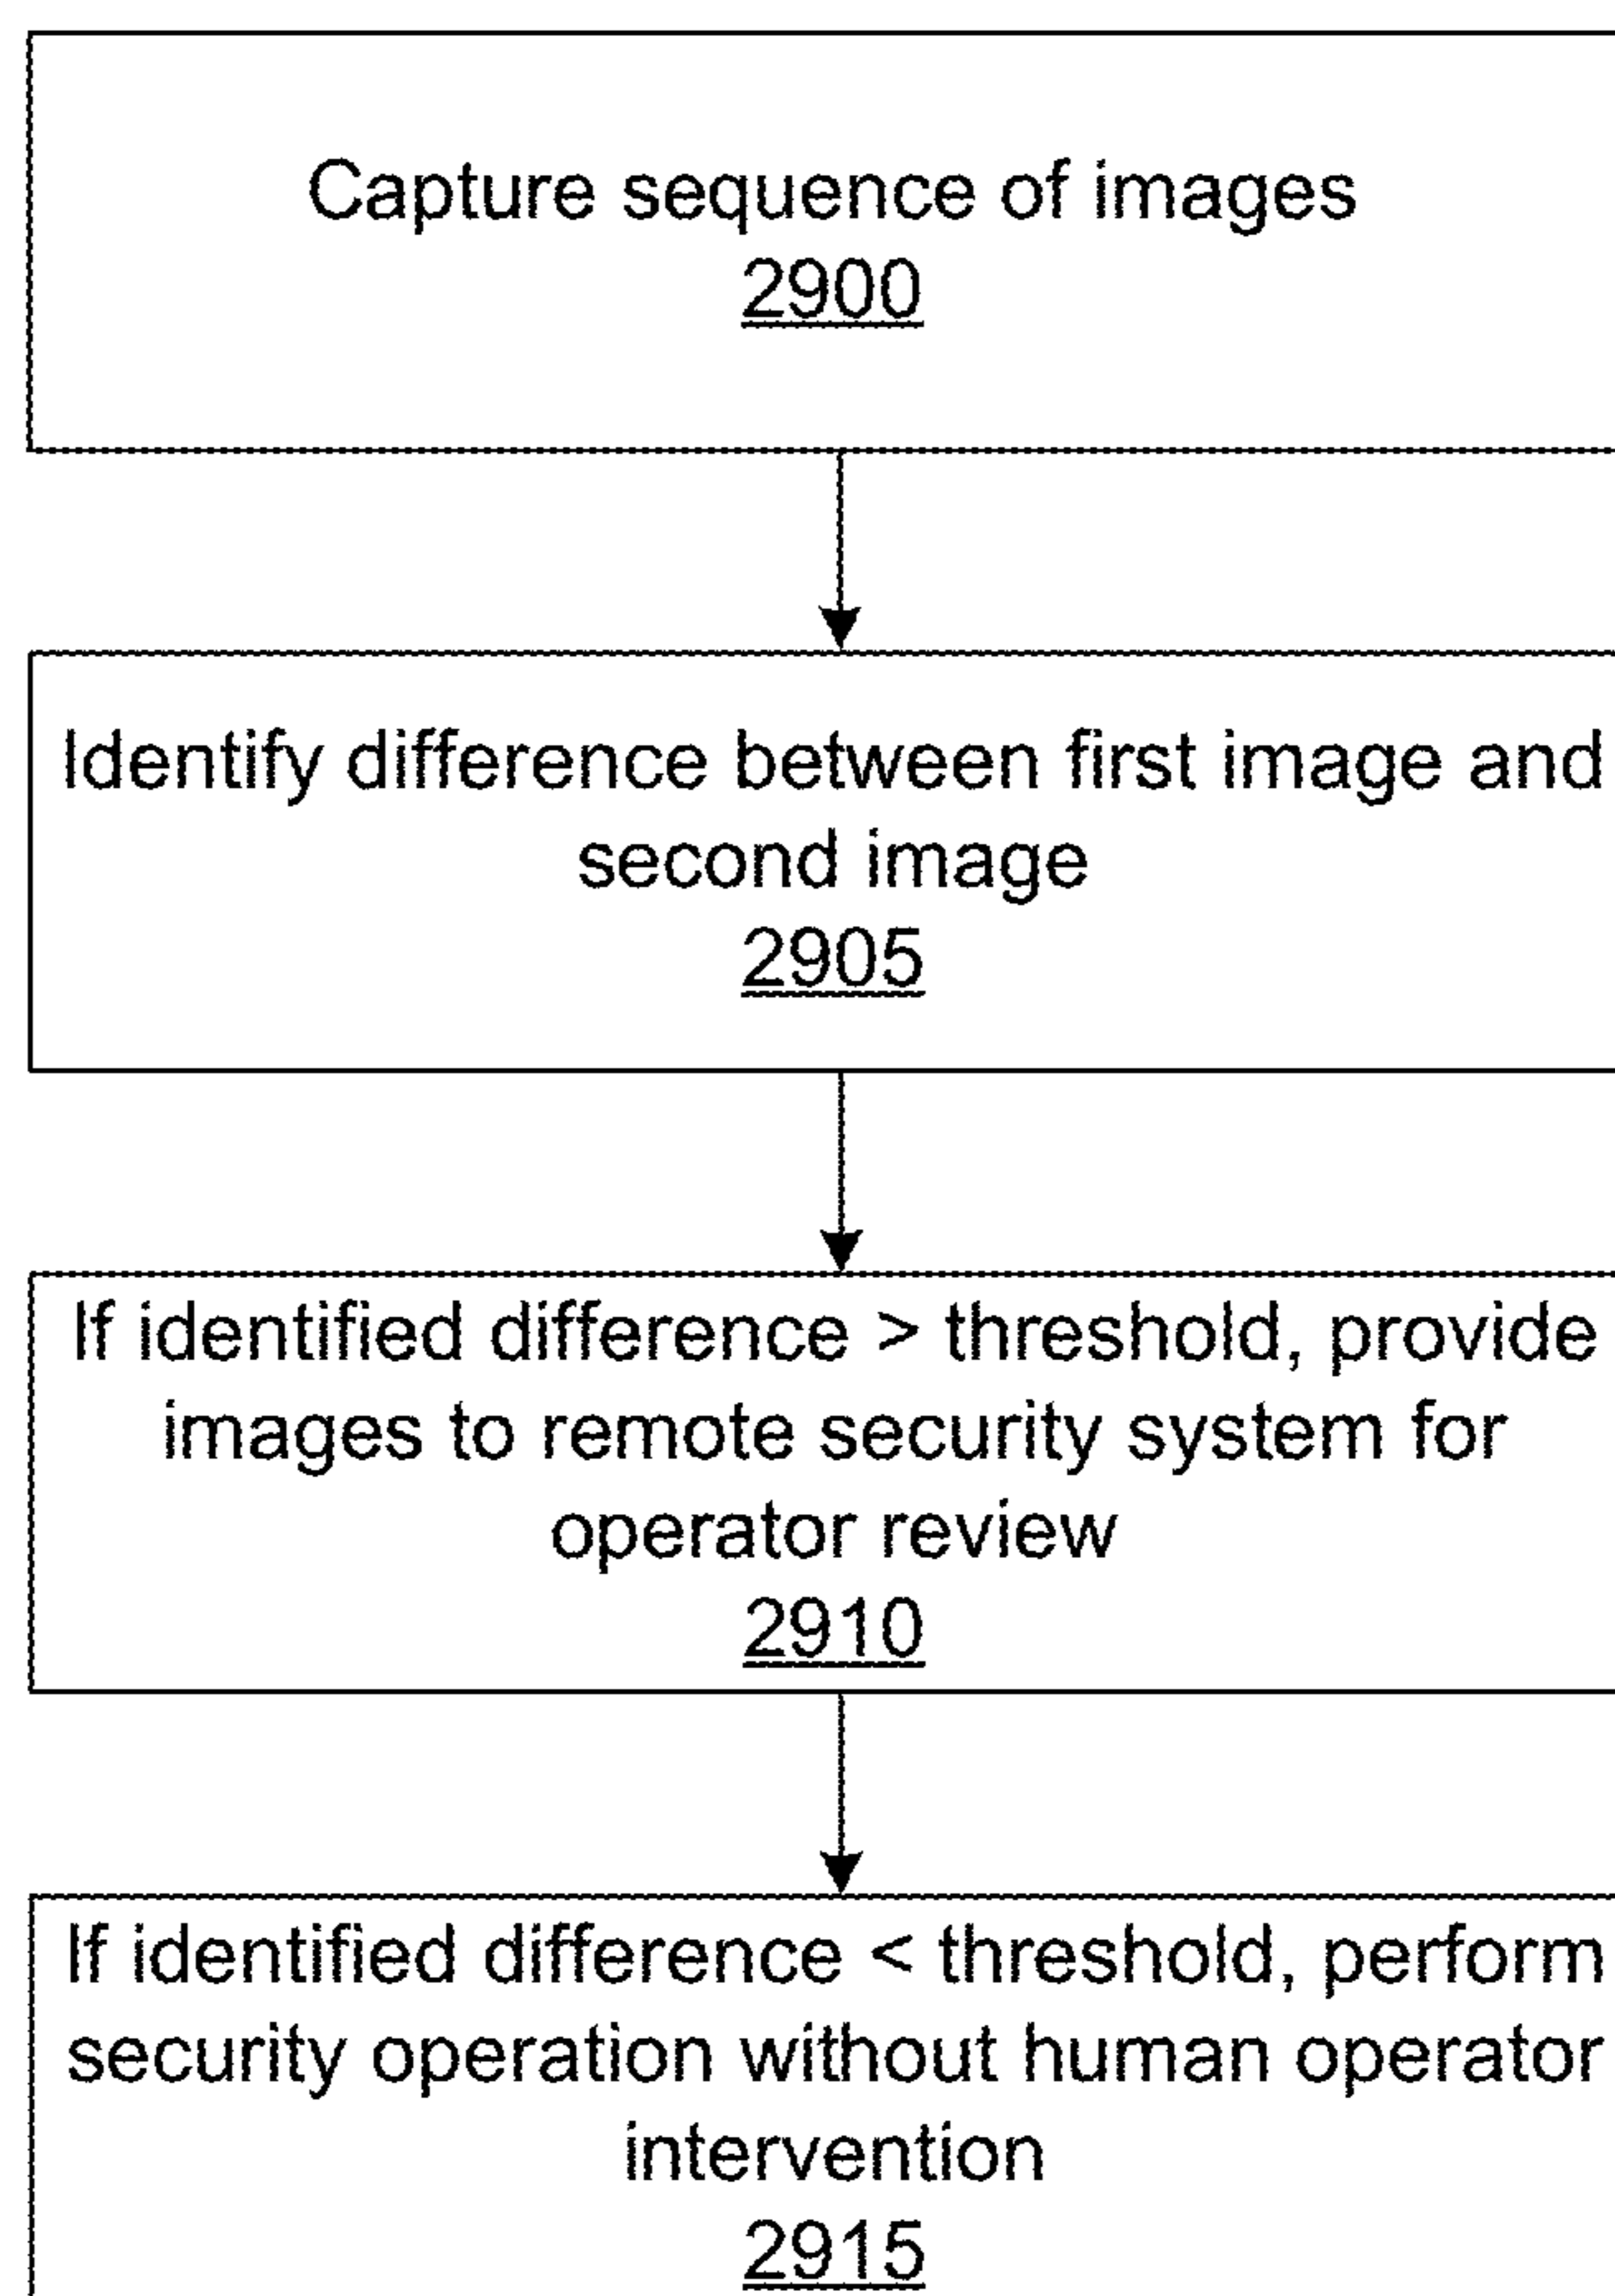 Capture sequence of images
2900
Identify difference between first image and
second image
2905
If identified difference > threshold, provide
images to remote security system for
operator review
2910
If identified difference < threshold, perform
security operation without human operator
intervention
2915